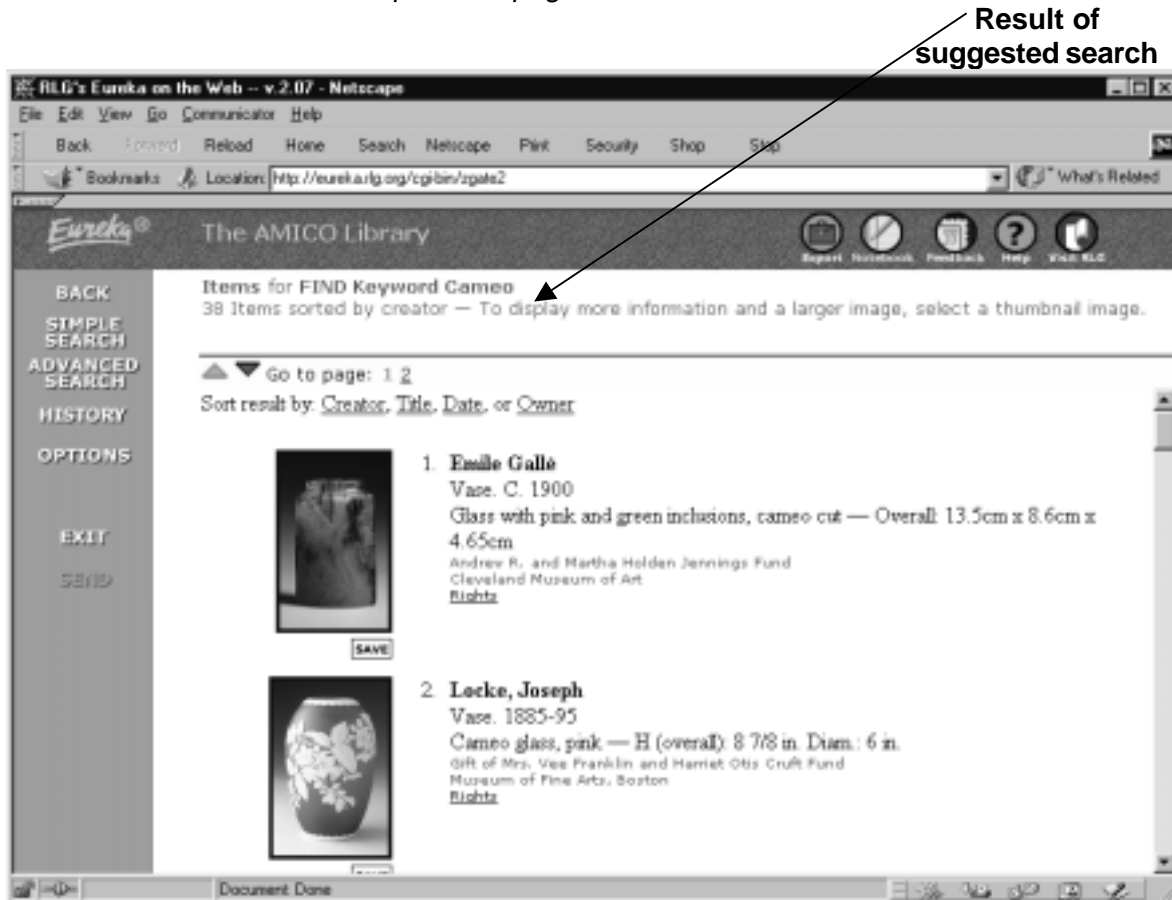 Result of
suggested search
RLG's Eureka on the Web -- v.2.07 - Netscape
File Edit View Go Communicator Help
Back Forward Reload Home Search Netscape Print Security Shop Stop
Bookmarks Location: http://eureka.rlg.org/cgi-bin/zgate2 What's Related
Eureka® The AMICO Library
Export Notebook Feedback Help Visit RLG
BACK
SIMPLE
SEARCH
ADVANCED
SEARCH
HISTORY
OPTIONS
EXIT
SEND
Items for FIND Keyword Cameo
38 Items sorted by creator — To display more information and a larger image, select a thumbnail image.
Go to page: 1 2
Sort result by: Creator, Title, Date, or Owner
1. Emile Gallé
Vase. C. 1900
Glass with pink and green inclusions, cameo cut — Overall: 13.5cm x 8.6cm x
4.65cm
Andrew R. and Martha Holden Jennings Fund
Cleveland Museum of Art
Rights
SAVE
2. Locke, Joseph
Vase. 1885-95
Cameo glass, pink — H (overall): 8 7/8 in. Diam.: 6 in.
Gift of Mrs. Vee Franklin and Harriet Otis Cruft Fund
Museum of Fine Arts, Boston
Rights
Document: Done